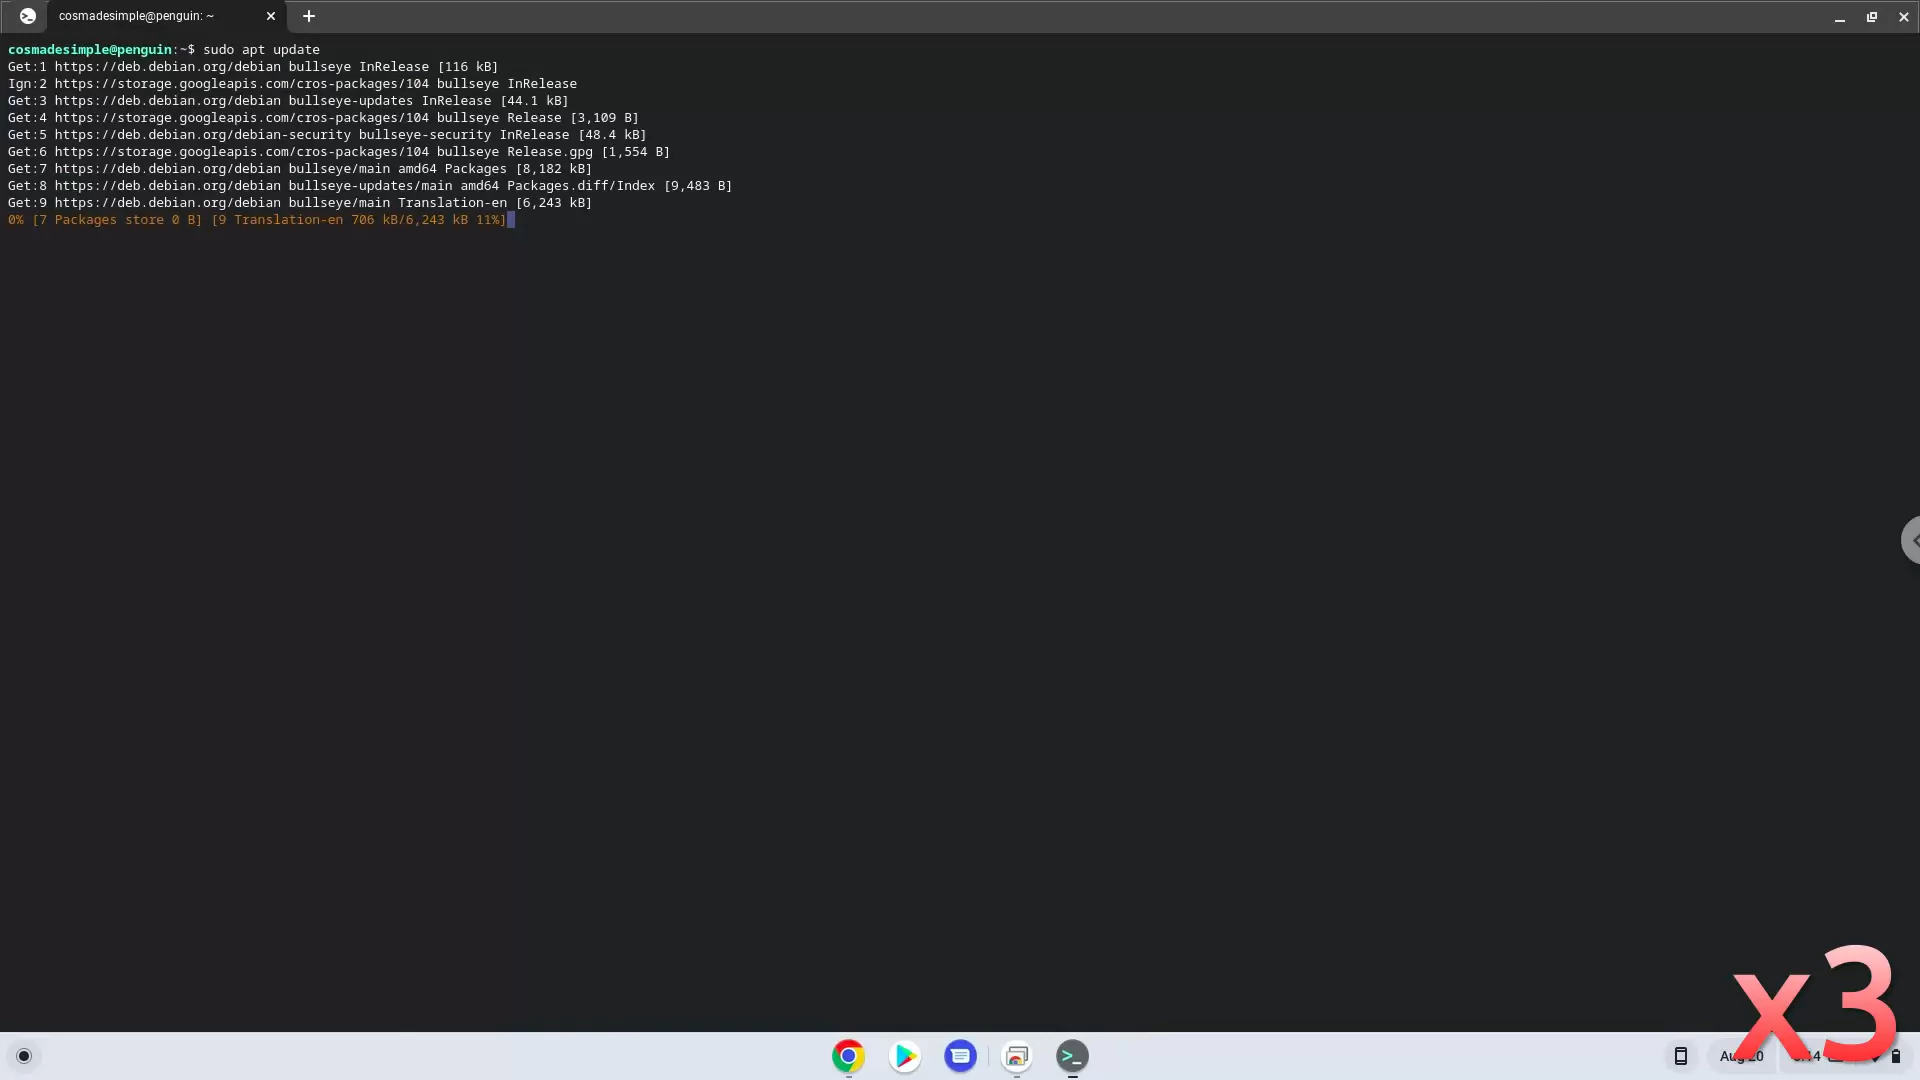 cosmadesimple@penguin: ~
cosmadesimple@penguin:~$ sudo apt update
Get:1 https://deb.debian.org/debian bullseye InRelease [116 kB]
Ign:2 https://storage.googleapis.com/cros-packages/104 bullseye InRelease
Get:3 https://deb.debian.org/debian bullseye-updates InRelease [44.1 kB]
Get:4 https://storage.googleapis.com/cros-packages/104 bullseye Release [3,109 B]
Get:5 https://deb.debian.org/debian-security bullseye-security InRelease [48.4 kB]
Get:6 https://storage.googleapis.com/cros-packages/104 bullseye Release.gpg [1,554 B]
Get:7 https://deb.debian.org/debian bullseye/main amd64 Packages [8,182 kB]
Get:8 https://deb.debian.org/debian bullseye-updates/main amd64 Packages.diff/Index [9,483 B]
Get:9 https://deb.debian.org/debian bullseye/main Translation-en [6,243 kB]
0% [7 Packages store 0 B] [9 Translation-en 706 kB/6,243 kB 11%]
x3
Aug 20